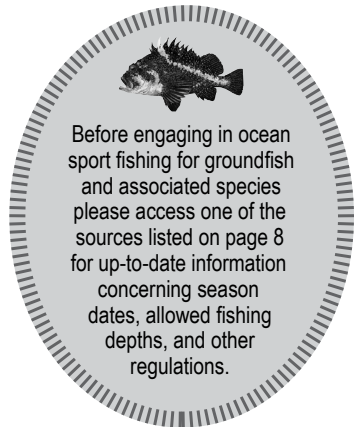 Before engaging in ocean
sport fishing for groundfish
and associated species
please access one of the
sources listed on page 8
for up-to-date information
concerning season
dates, allowed fishing
depths, and other
regulations.